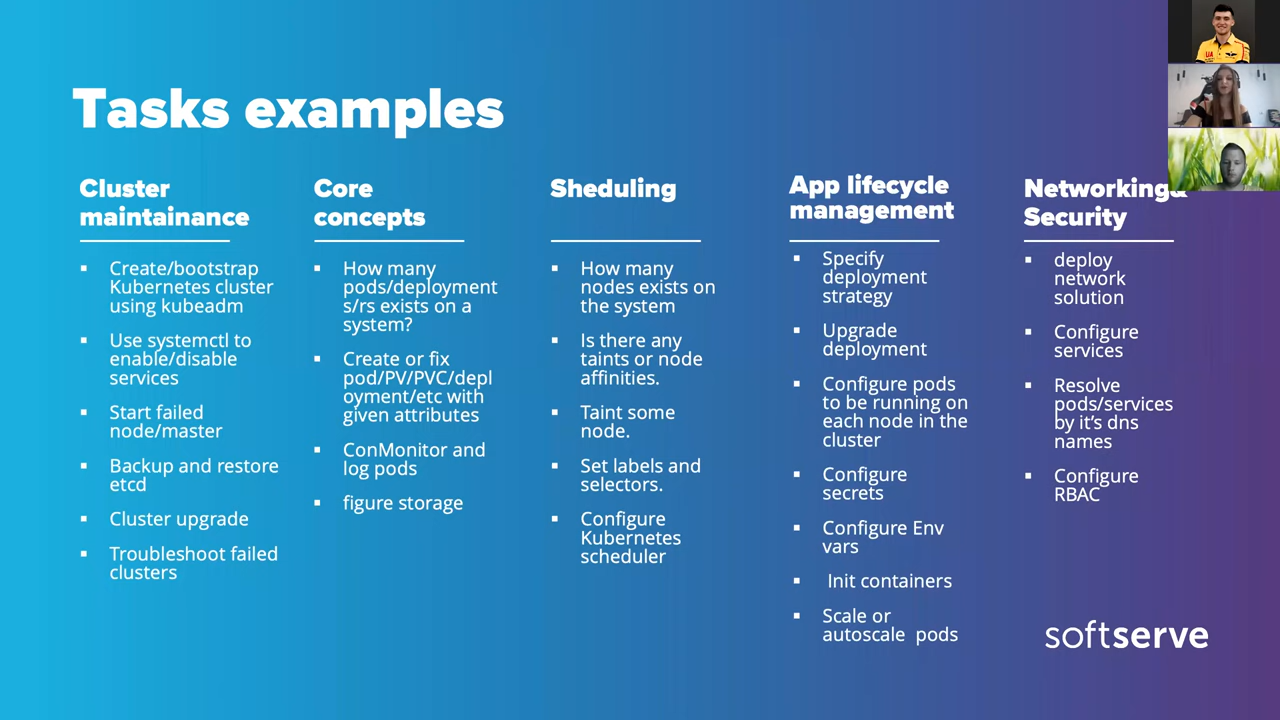 Tasks examples
Cluster
maintainance
Create/bootstrap
Kubernetes cluster
using kubeadm
Use systemctl to
enable/disable
services
Start failed
node/master
Backup and restore
etcd
Cluster upgrade
Troubleshoot failed
clusters
Core
concepts
How many
pods/deployment
s/rs exists on a
system?
Create or fix
pod/PV/PVC/depl
oyment/etc with
given attributes
ConMonitor and
log pods
figure storage
Sheduling
How many
nodes exists on
the system
Is there any
taints or node
affinities.
Taint some
node.
Set labels and
selectors.
Configure
Kubernetes
scheduler
App lifecycle
management
Specify
deployment
strategy
Upgrade
deployment
Configure pods
to be running on
each node in the
cluster
Configure
secrets
Configure Env
vars
Init containers
Scale or
autoscale pods
Networking&
Security
deploy
network
solution
Configure
services
Resolve
pods/services
by it's dns
names
Configure
RBAC
softserve
UA